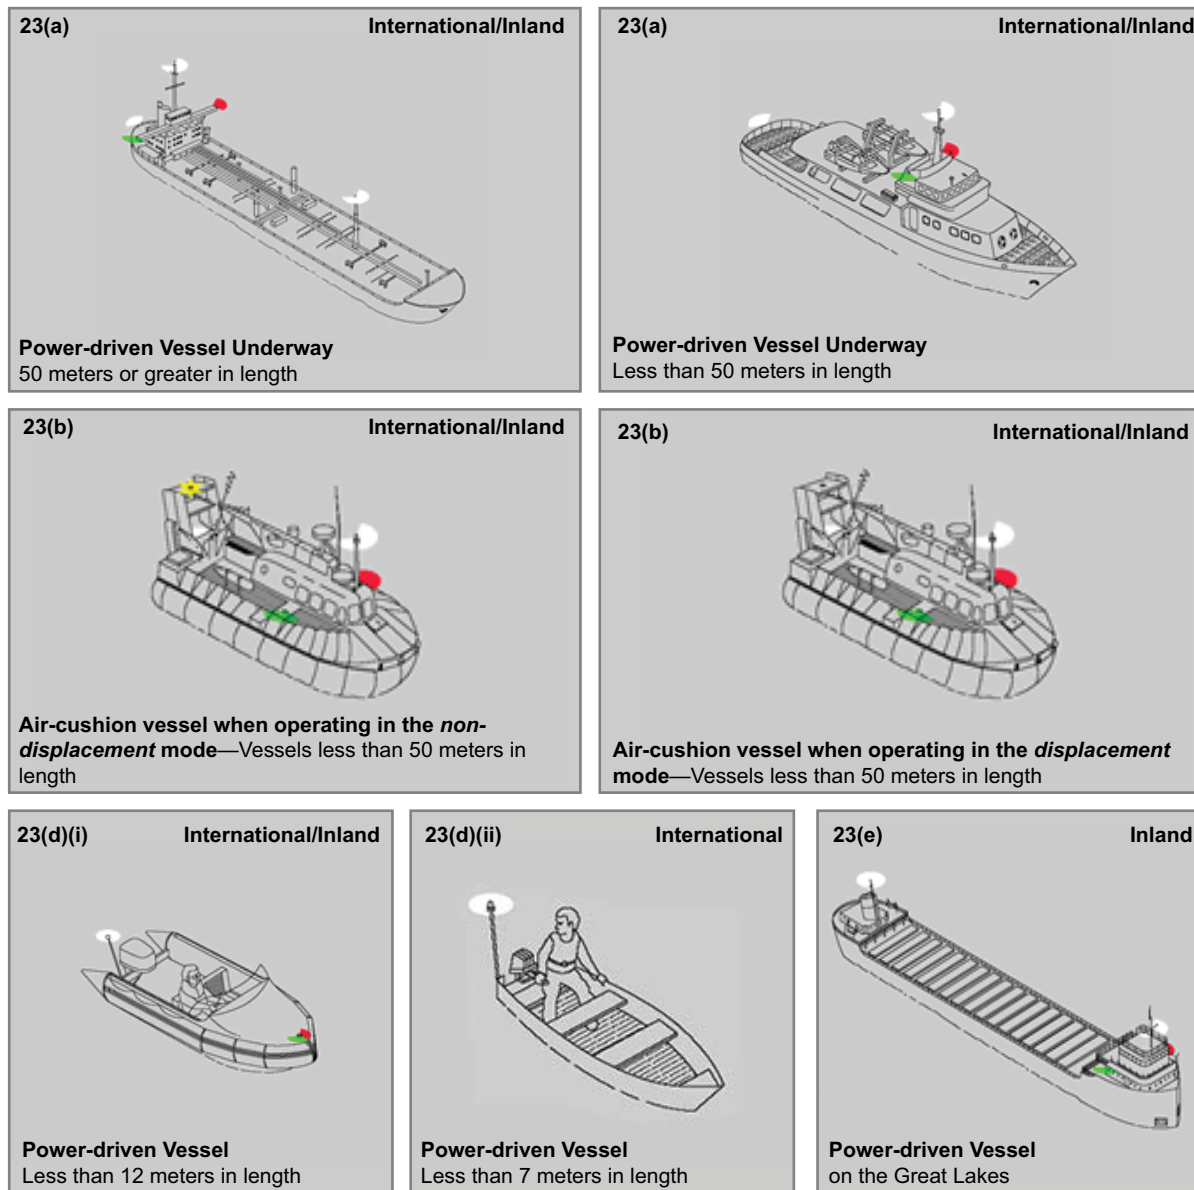 23(a) International/Inland
Power-driven Vessel Underway
50 meters or greater in length
23(a) International/Inland
Power-driven Vessel Underway
Less than 50 meters in length
23(b) International/Inland
Air-cushion vessel when operating in the non-
displacement mode—Vessels less than 50 meters in
length
23(b) International/Inland
Air-cushion vessel when operating in the displacement
mode—Vessels less than 50 meters in length
23(d)(i) International/Inland
Power-driven Vessel
Less than 12 meters in length
23(d)(ii) International
Power-driven Vessel
Less than 7 meters in length
23(e) Inland
Power-driven Vessel
on the Great Lakes